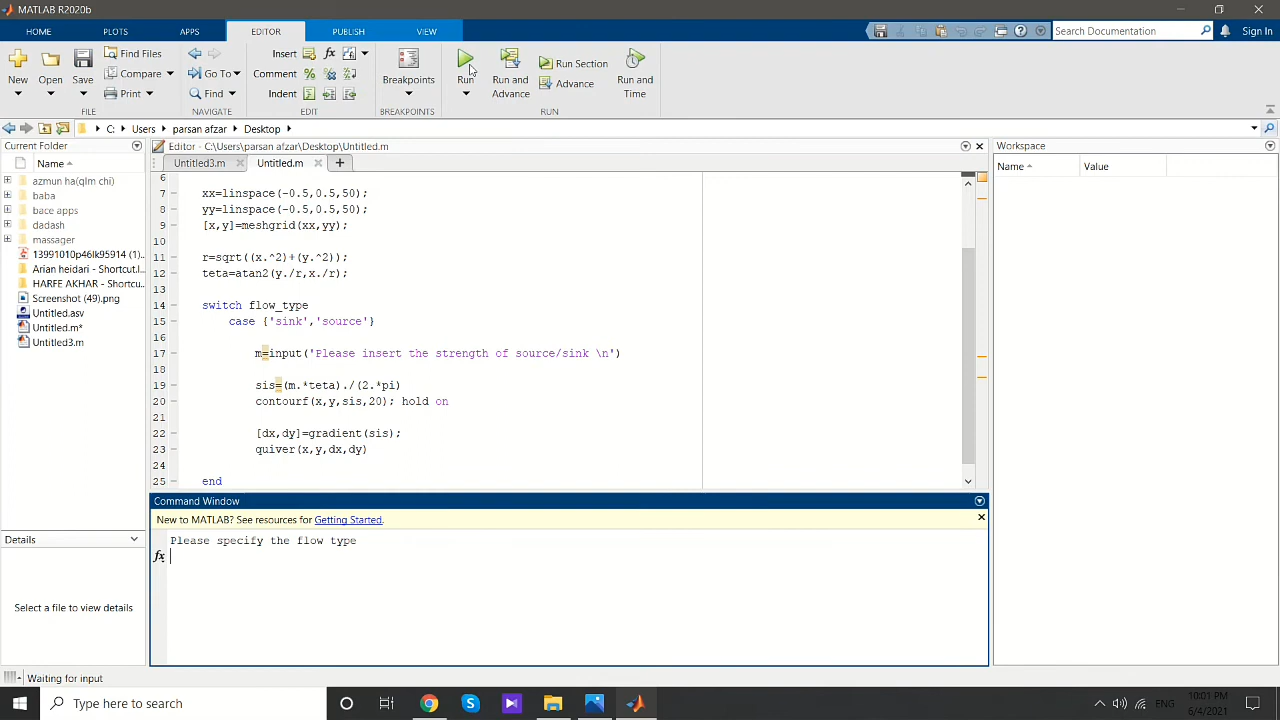 MATLAB R2020b
HOME PLOTS APPS EDITOR PUBLISH VIEW Search Documentation Sign In
New Open Save Find Files Compare Print
Go To Find
Insert fx Comment Indent
Breakpoints
Run Run and Advance Run Section Advance Run and Time
FILE NAVIGATE EDIT BREAKPOINTS RUN
C: Users parsan afzar Desktop
Current Folder
Name
azmun ha(qlm chi)
baba
bace apps
dadash
massager
13991010p46lk95914 (1)...
Arian heidari - Shortcut.l...
HARFE AKHAR - Shortcut...
Screenshot (49).png
Untitled.asv
Untitled.m*
Untitled3.m
Details
Select a file to view details
Editor - C:\Users\parsan afzar\Desktop\Untitled.m
Untitled3.m Untitled.m
6
7 xx=linspace(-0.5,0.5,50);
8 yy=linspace(-0.5,0.5,50);
9 [x,y]=meshgrid(xx,yy);
10
11 r=sqrt((x.^2)+(y.^2));
12 teta=atan2(y./r,x./r);
13
14 switch flow_type
15 case {'sink','source'}
16
17 m=input('Please insert the strength of source/sink \n')
18
19 sis=(m.*teta)./(2.*pi)
20 contourf(x,y,sis,20); hold on
21
22 [dx,dy]=gradient(sis);
23 quiver(x,y,dx,dy)
24
25 end
Command Window
New to MATLAB? See resources for Getting Started.
Please specify the flow type
fx
Workspace
Name Value
Waiting for input
Type here to search
ENG
10:01 PM
6/4/2021